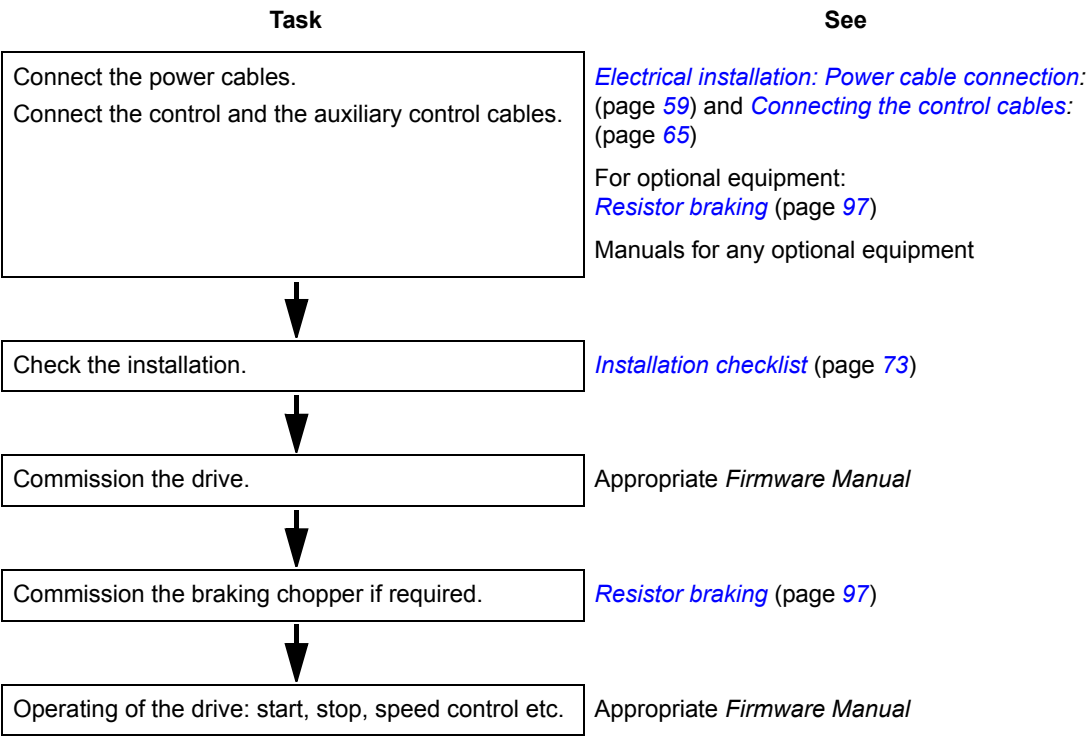 Task
See
Connect the power cables.
Connect the control and the auxiliary control cables.
Electrical installation: Power cable connection:
(page 59) and Connecting the control cables:
(page 65)
For optional equipment:
Resistor braking (page 97)
Manuals for any optional equipment
Check the installation.
Installation checklist (page 73)
Commission the drive.
Appropriate Firmware Manual
Commission the braking chopper if required.
Resistor braking (page 97)
Operating of the drive: start, stop, speed control etc.
Appropriate Firmware Manual